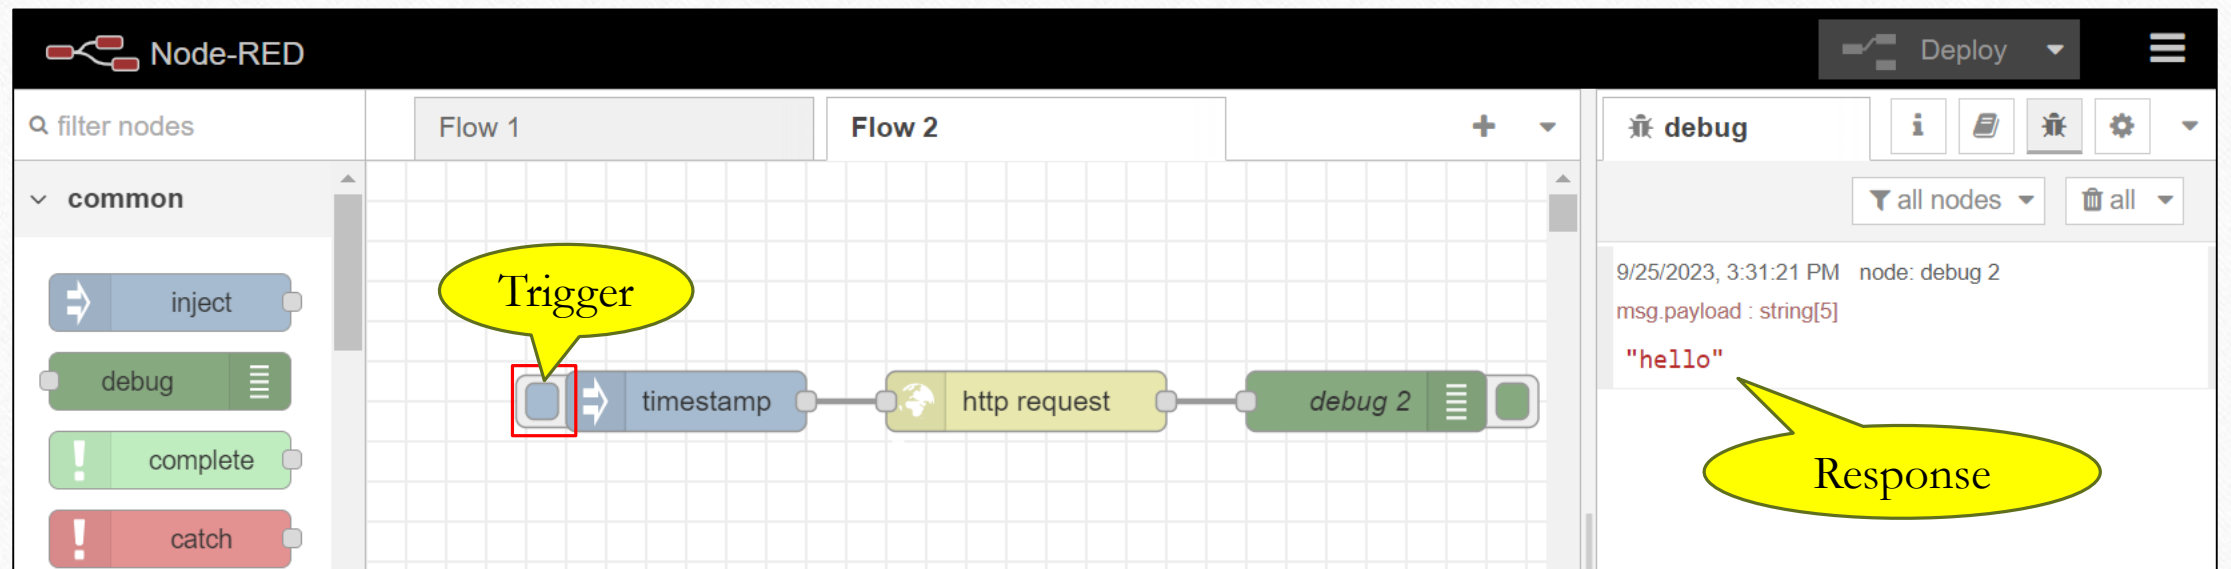 Node-RED
Deploy
filter nodes
Flow 1
Flow 2
debug
common
all nodes
all
Trigger
9/25/2023, 3:31:21 PM node: debug 2
msg.payload : string[5]
"hello"
inject
debug
timestamp
http request
debug 2
complete
Response
catch